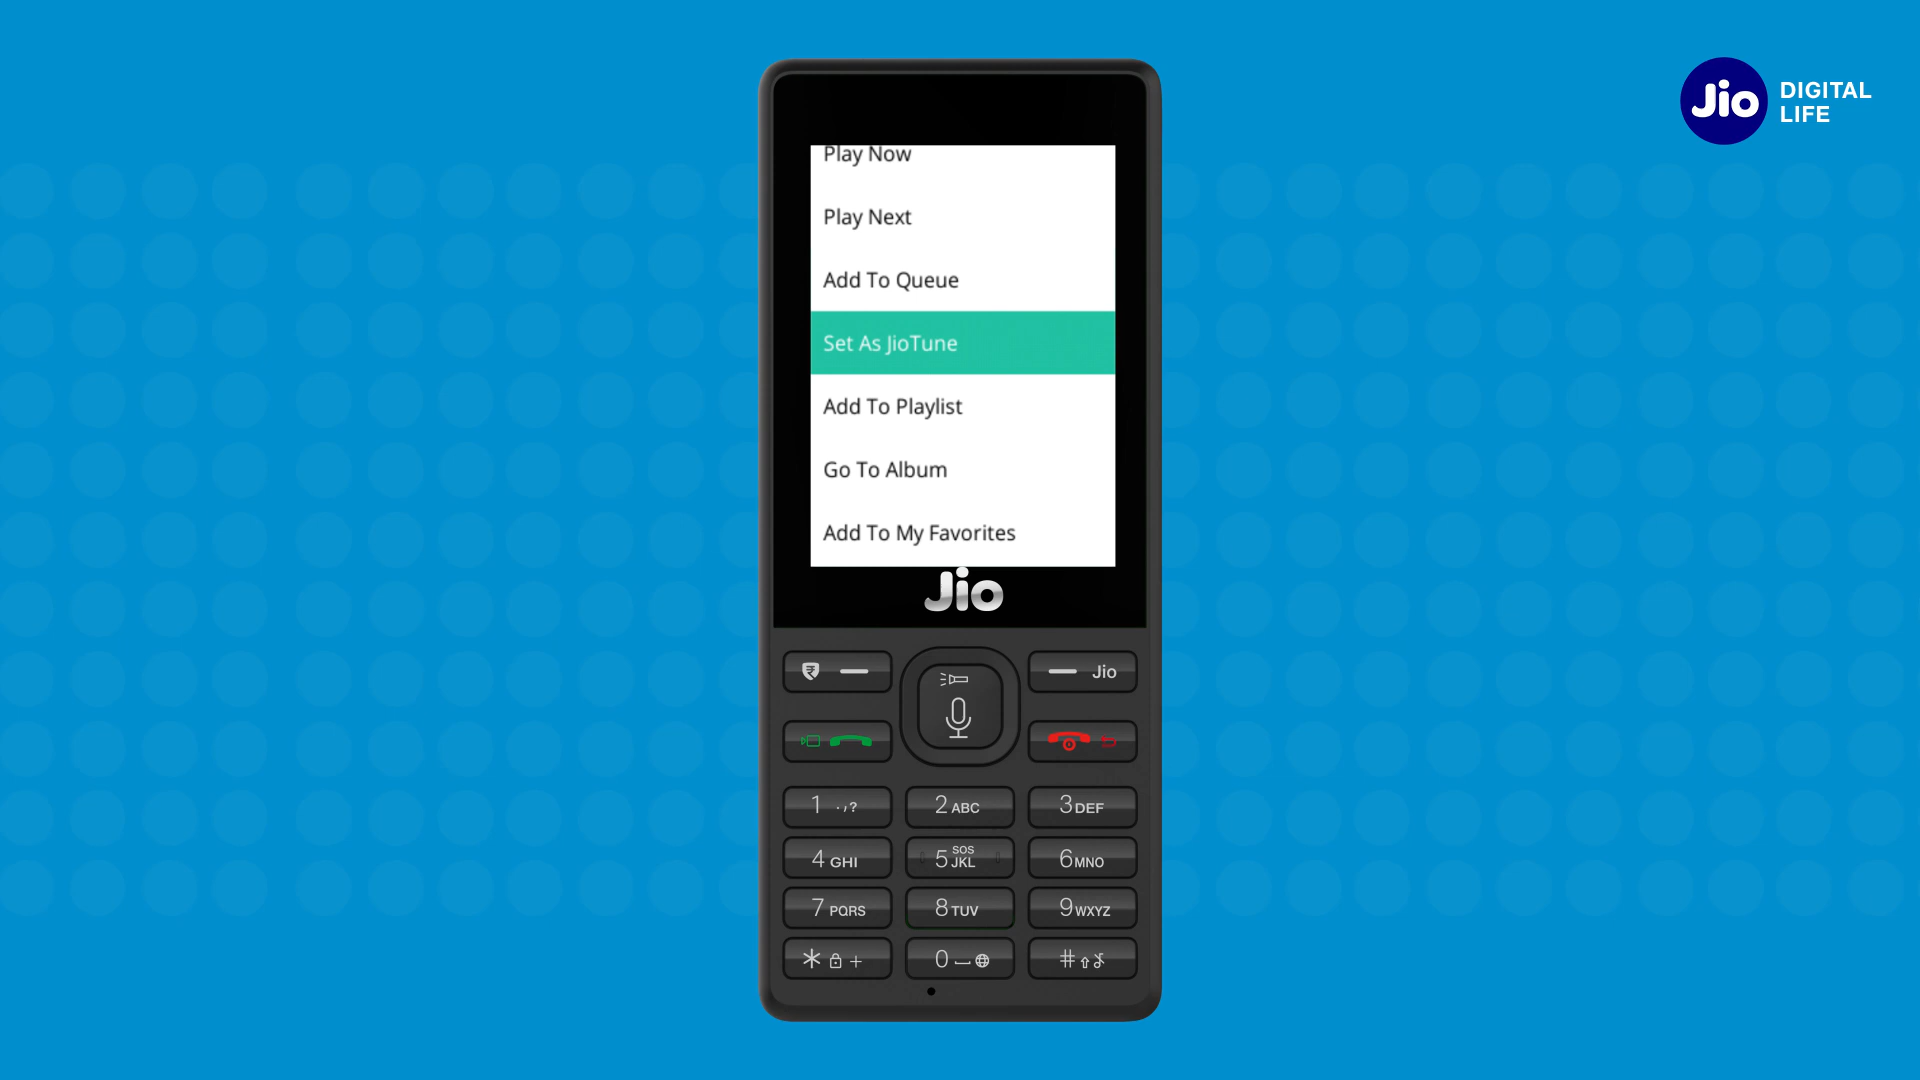 Jio DIGITAL
LIFE
Play Now
Play Next
Add To Queue
Set As JioTune
Add To Playlist
Go To Album
Add To My Favorites
Jio
₹ Jio
1 .,? 2 ABC 3 DEF
4 GHI 5 SOS JKL 6 MNO
7 PQRS 8 TUV 9 WXYZ
* + 0 #